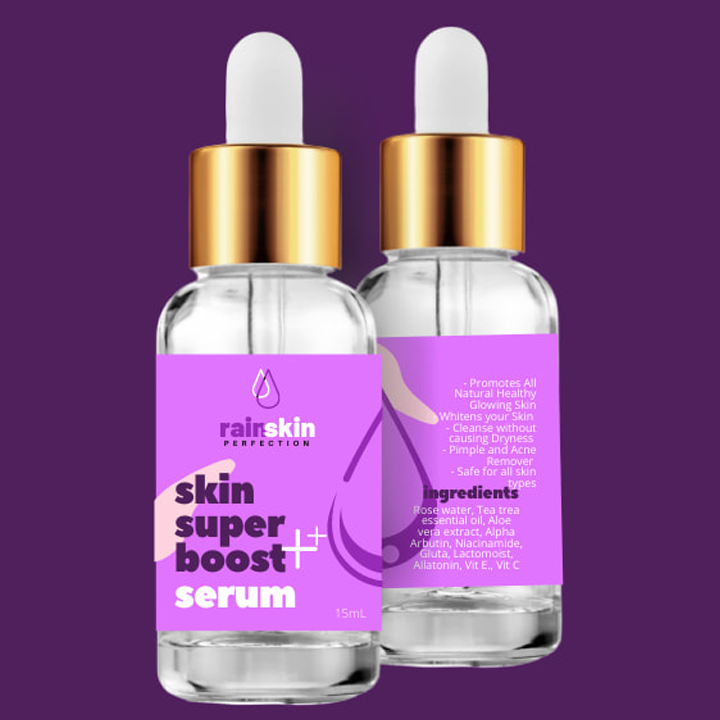 rainskin
PERFECTION
skin
super
boost++
serum
15mL
- Promotes All
Natural Healthy
Glowing Skin
Whitens your Skin
- Cleanse without
causing Dryness
- Pimple and Acne
Remover
- Safe for all skin
types
ingredients
Rose water, Tea trea
essential oil, Aloe
vera extract, Alpha
Arbutin, Niacinamide,
Gluta, Lactomoist,
Allatonin, Vit E., Vit C